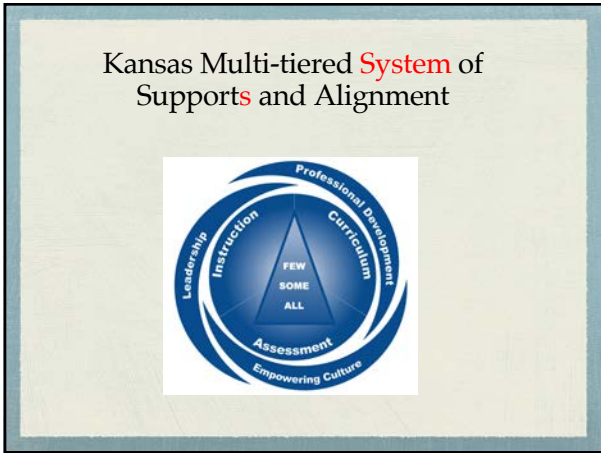 Kansas Multi-tiered System of
Supports and Alignment
Professional Development
Leadership
Instruction
Curriculum
FEW
SOME
ALL
Assessment
Empowering Culture